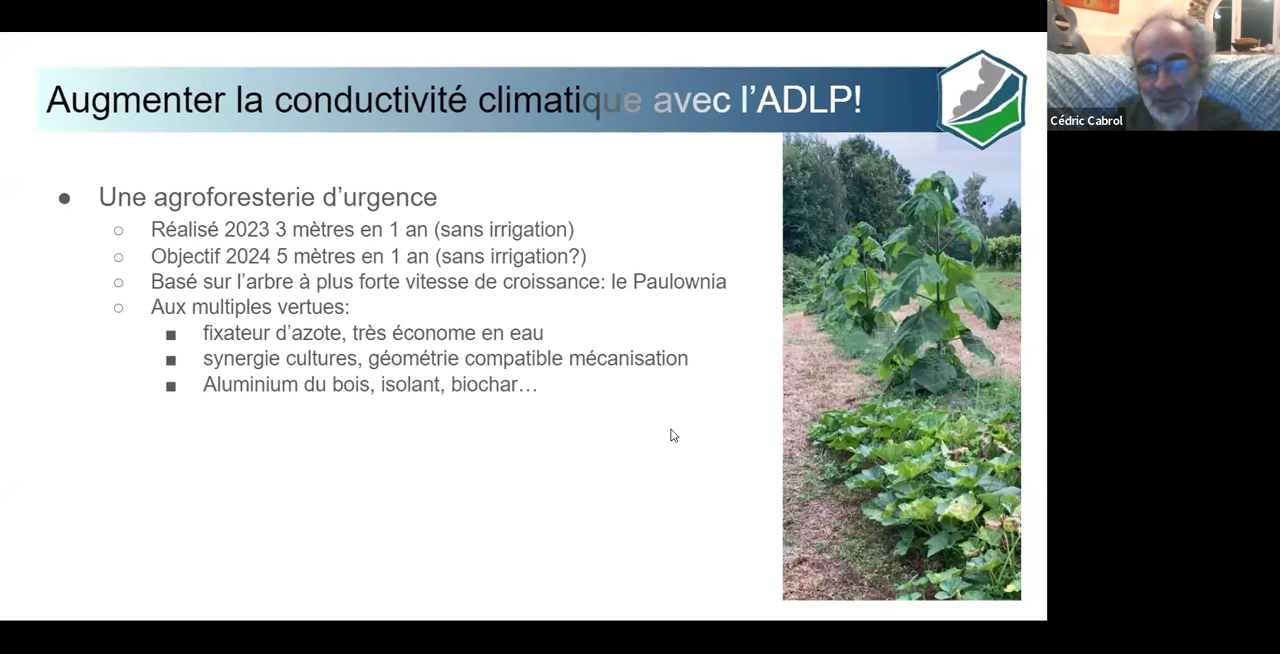 Augmenter la conductivité climatique avec l’ADLP!
Cédric Cabrol
● Une agroforesterie d’urgence
○ Réalisé 2023 3 mètres en 1 an (sans irrigation)
○ Objectif 2024 5 mètres en 1 an (sans irrigation?)
○ Basé sur l’arbre à plus forte vitesse de croissance: le Paulownia
○ Aux multiples vertues:
■ fixateur d’azote, très économe en eau
■ synergie cultures, géométrie compatible mécanisation
■ Aluminium du bois, isolant, biochar…